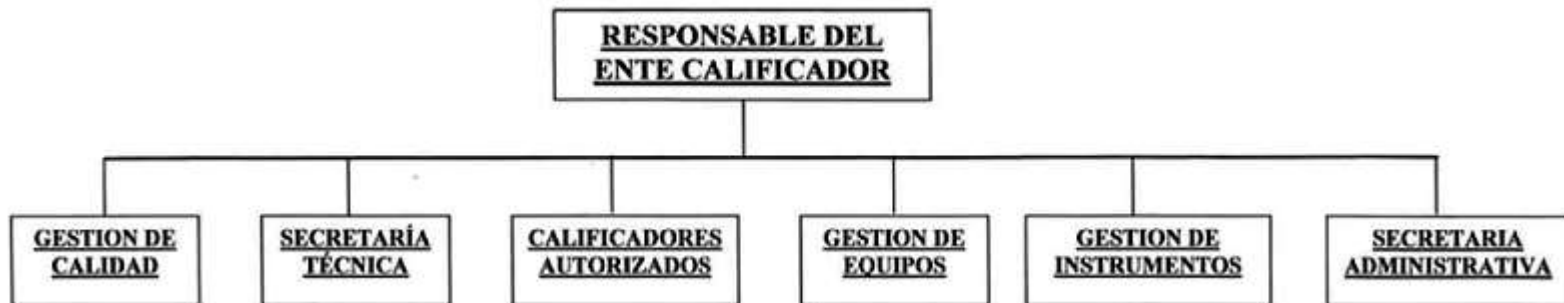 RESPONSABLE DEL
ENTE CALIFICADOR
GESTION DE
CALIDAD
SECRETARÍA
TÉCNICA
CALIFICADORES
AUTORIZADOS
GESTION DE
EQUIPOS
GESTION DE
INSTRUMENTOS
SECRETARIA
ADMINISTRATIVA